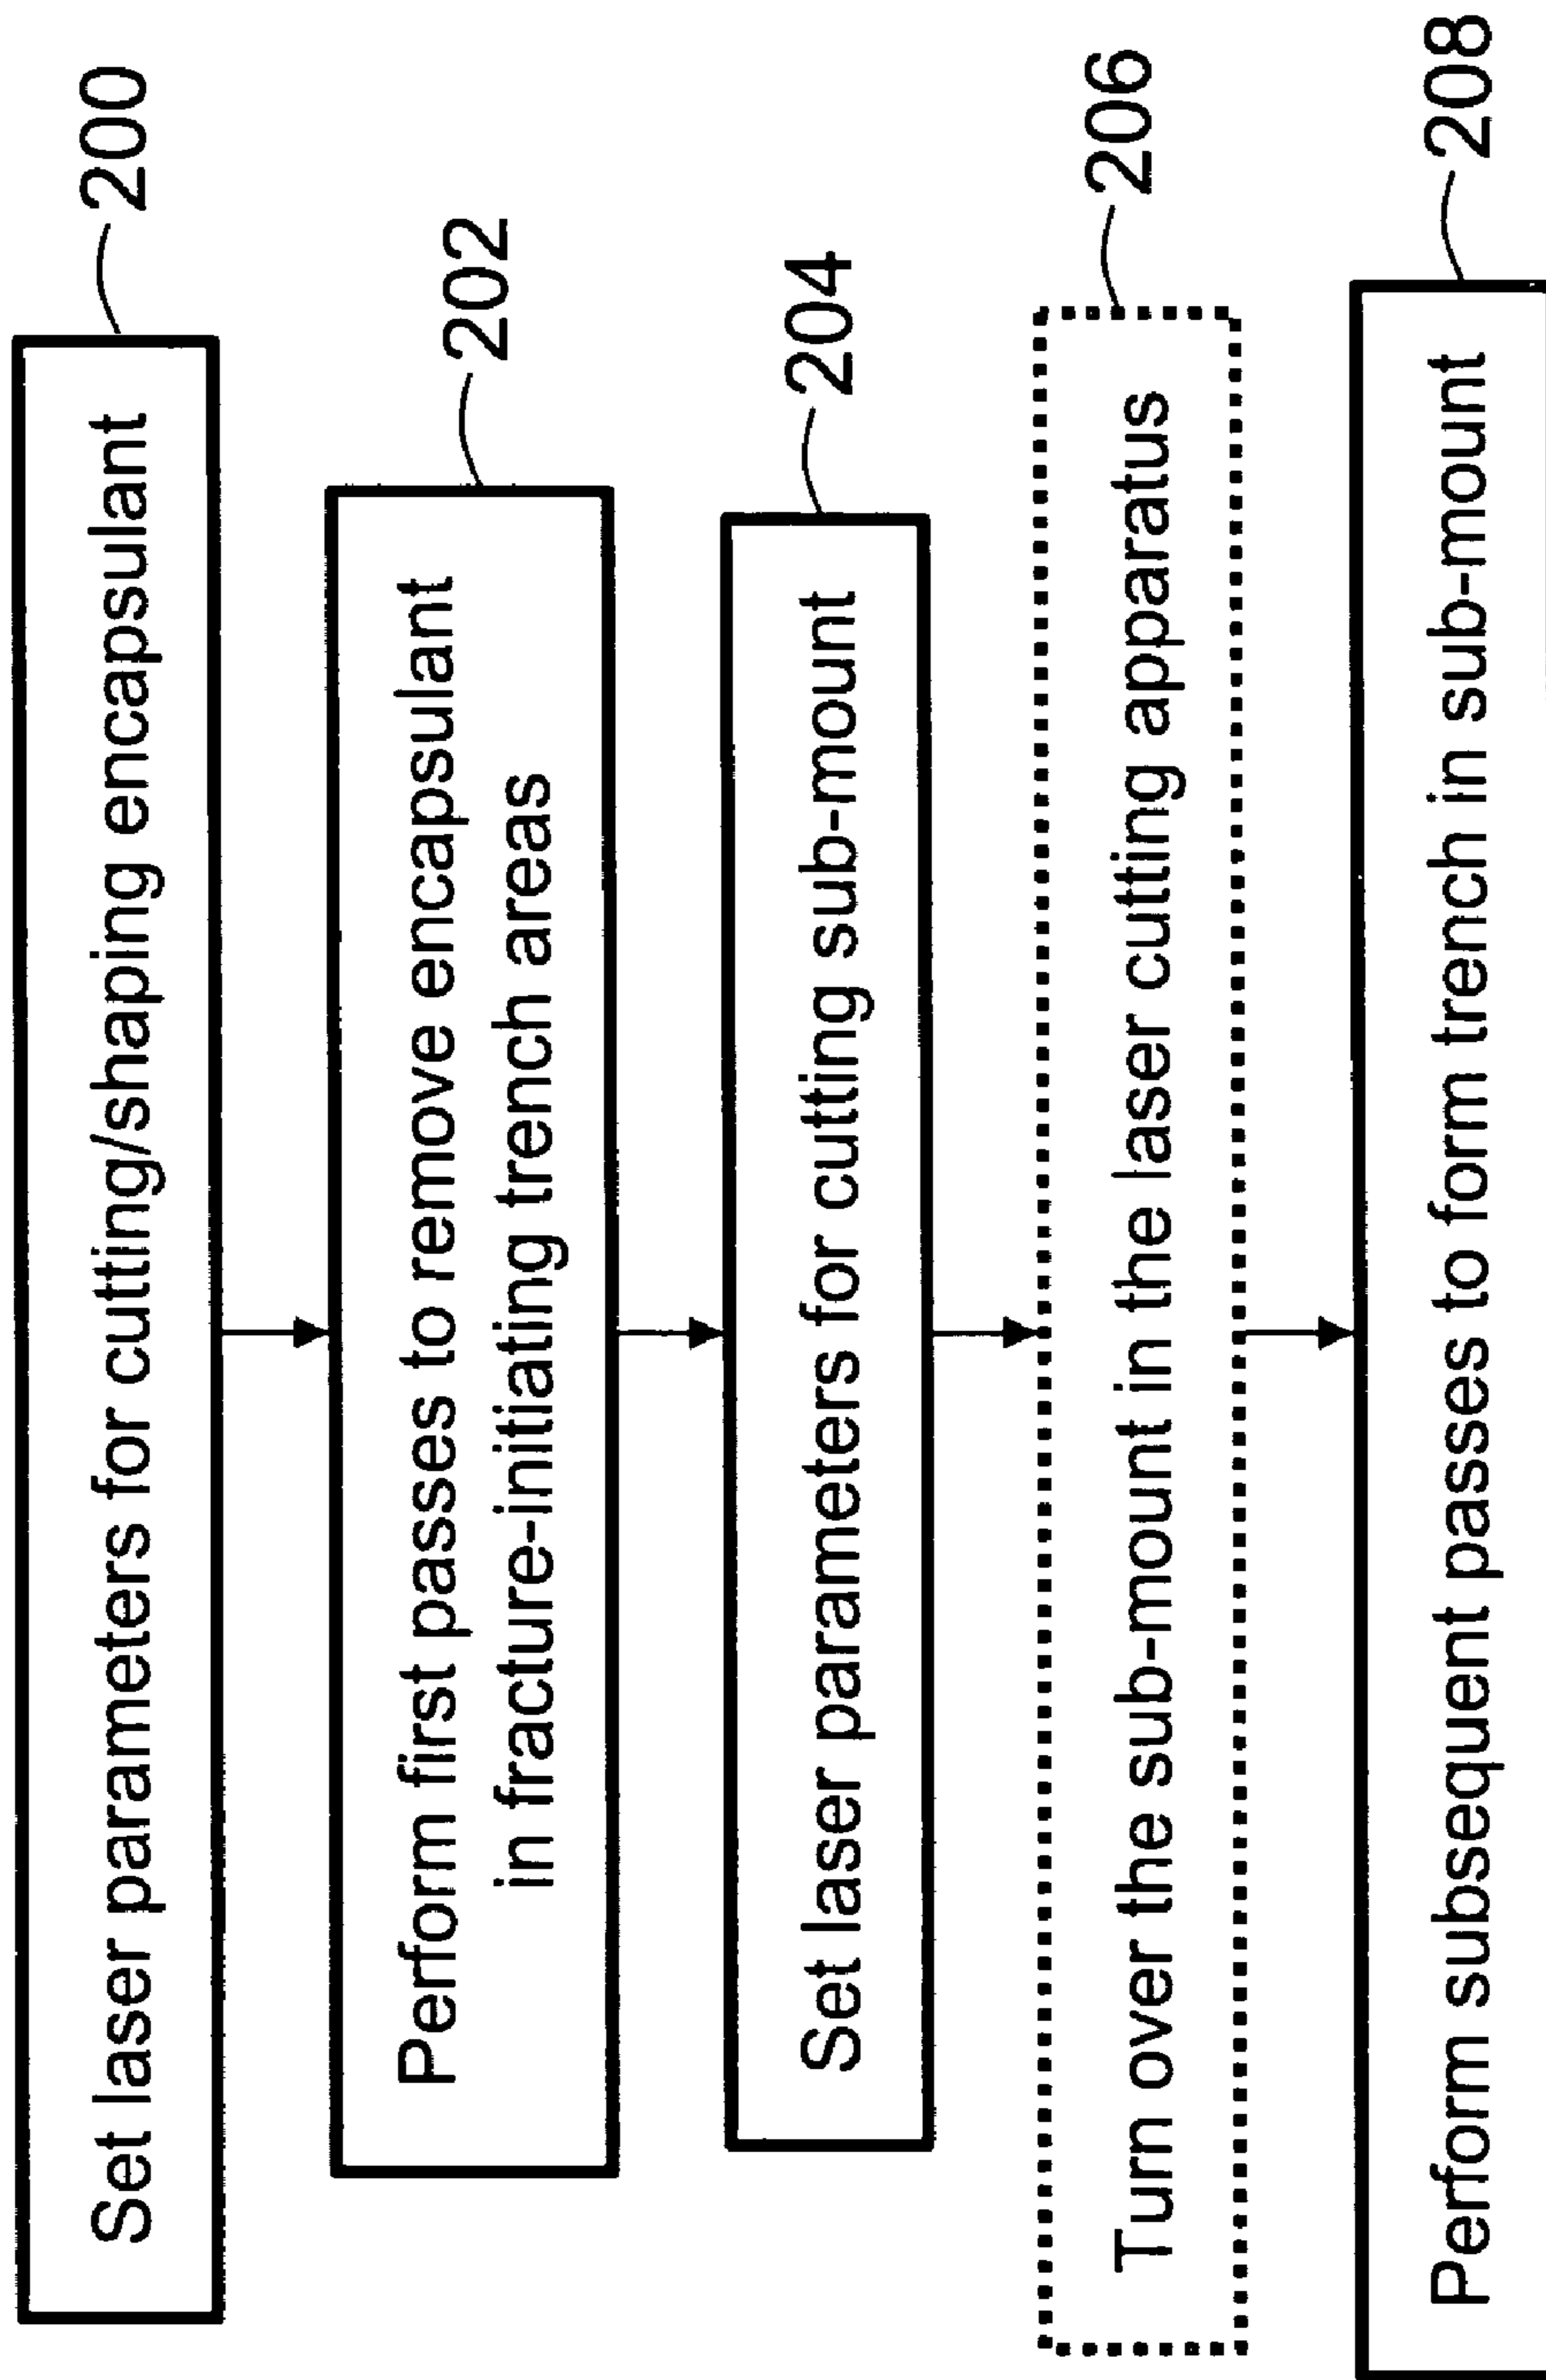 Set laser parameters for cutting/shaping encapsulant
200
Perform first passes to remove encapsulant
in fracture-initiating trench areas
202
Set laser parameters for cutting sub-mount
204
Turn over the sub-mount in the laser cutting apparatus
206
Perform subsequent passes to form trench in sub-mount
208